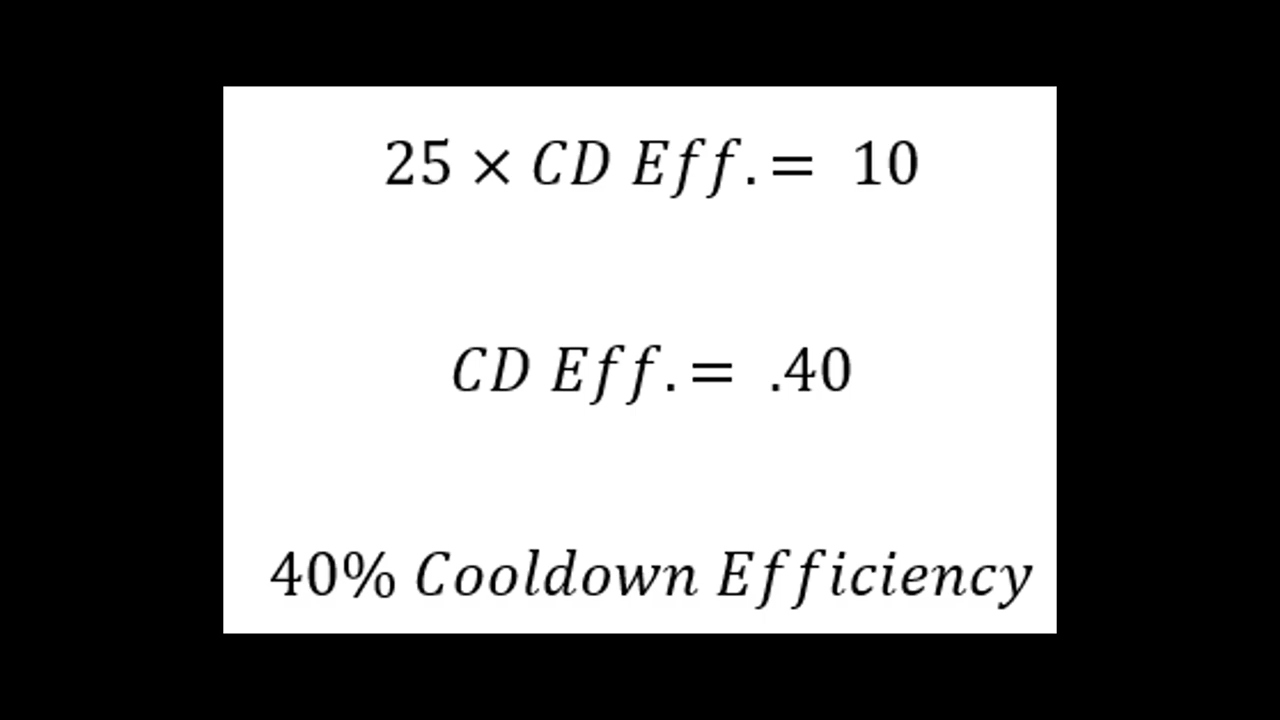 25 × CD Eff. = 10
CD Eff. = .40
40% Cooldown Efficiency